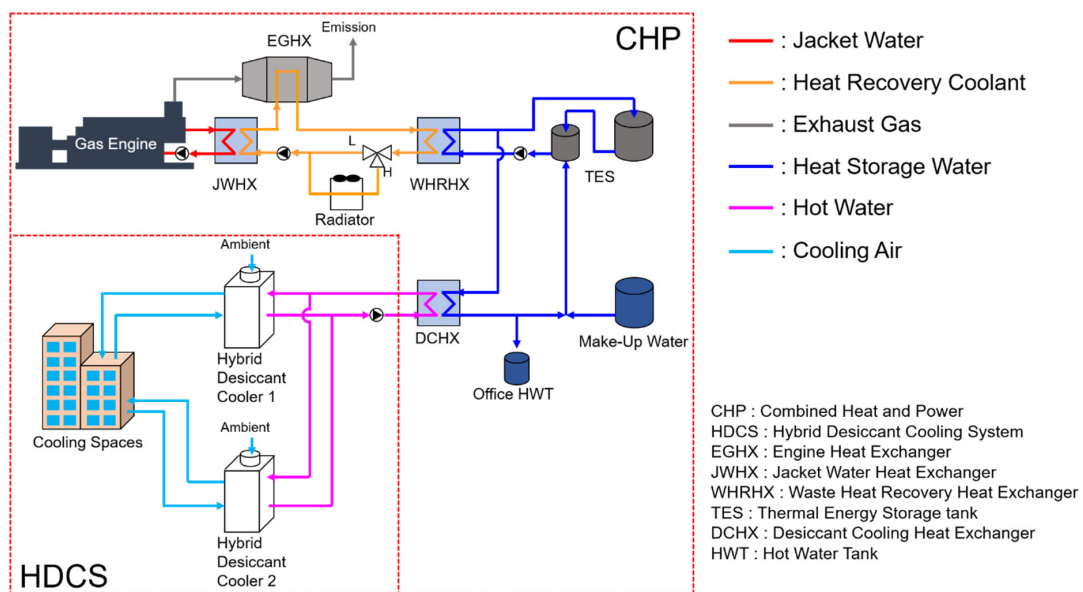 Emission
EGHX
CHP
Gas Engine
JWHX
L
H
Radiator
WHRHX
TES
: Jacket Water
: Heat Recovery Coolant
: Exhaust Gas
: Heat Storage Water
: Hot Water
: Cooling Air
Ambient
Hybrid
Desiccant
Cooler 1
DCHX
Make-Up Water
Office HWT
Cooling Spaces
Ambient
Hybrid
Desiccant
Cooler 2
HDCS
CHP : Combined Heat and Power
HDCS : Hybrid Desiccant Cooling System
EGHX : Engine Heat Exchanger
JWHX : Jacket Water Heat Exchanger
WHRHX : Waste Heat Recovery Heat Exchanger
TES : Thermal Energy Storage tank
DCHX : Desiccant Cooling Heat Exchanger
HWT : Hot Water Tank